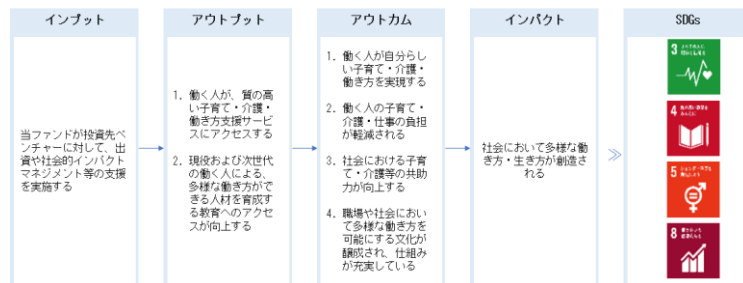 インプット
アウトプット
アウトカム
インパクト
SDGs
当ファンドが投資先ベ
ンチャーに対して、出
資や社会的インパクト
マネジメント等の支援
を実施する
1. 働く人が、質の高
い子育て・介護・
働き方支援サービ
スにアクセスする
2. 現役および次世代
の働く人による、
多様な働き方がで
きる人材を育成す
る教育へのアクセ
スが向上する
1. 働く人が自分らし
い子育て・介護・
働き方を実現する
2. 働く人の子育て・
介護・仕事の負担
が軽減される
3. 社会における子育
て・介護等の共助
力が向上する
4. 職場や社会におい
て多様な働き方を
可能にする文化が
醸成され、仕組み
が充実している
社会において多様な働
き方・生き方が創造さ
れる
3
4
5
8